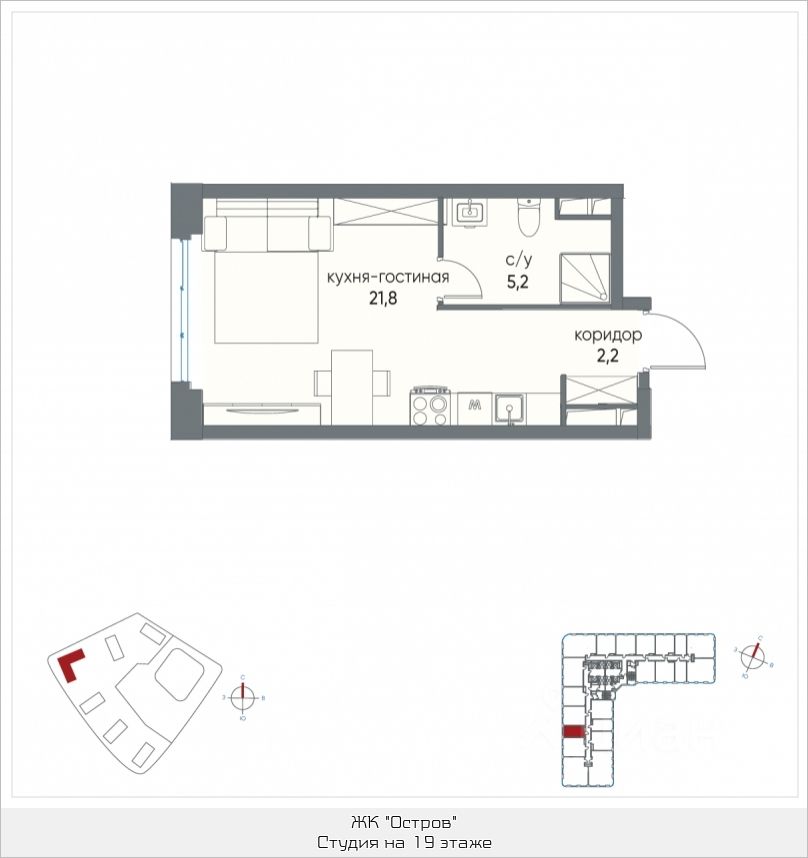 с/у
5,2
кухня-гостиная
21,8
коридор
2,2
М
С
З
В
Ю
С
З
В
Ю
ЖК "Остров"
Студия на 19 этаже